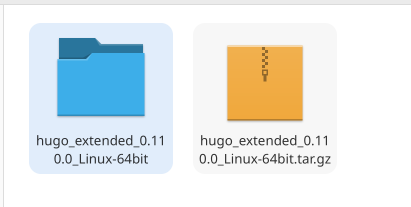 hugo_extended_0.11
0.0_Linux-64bit
hugo_extended_0.11
0.0_Linux-64bit.tar.gz